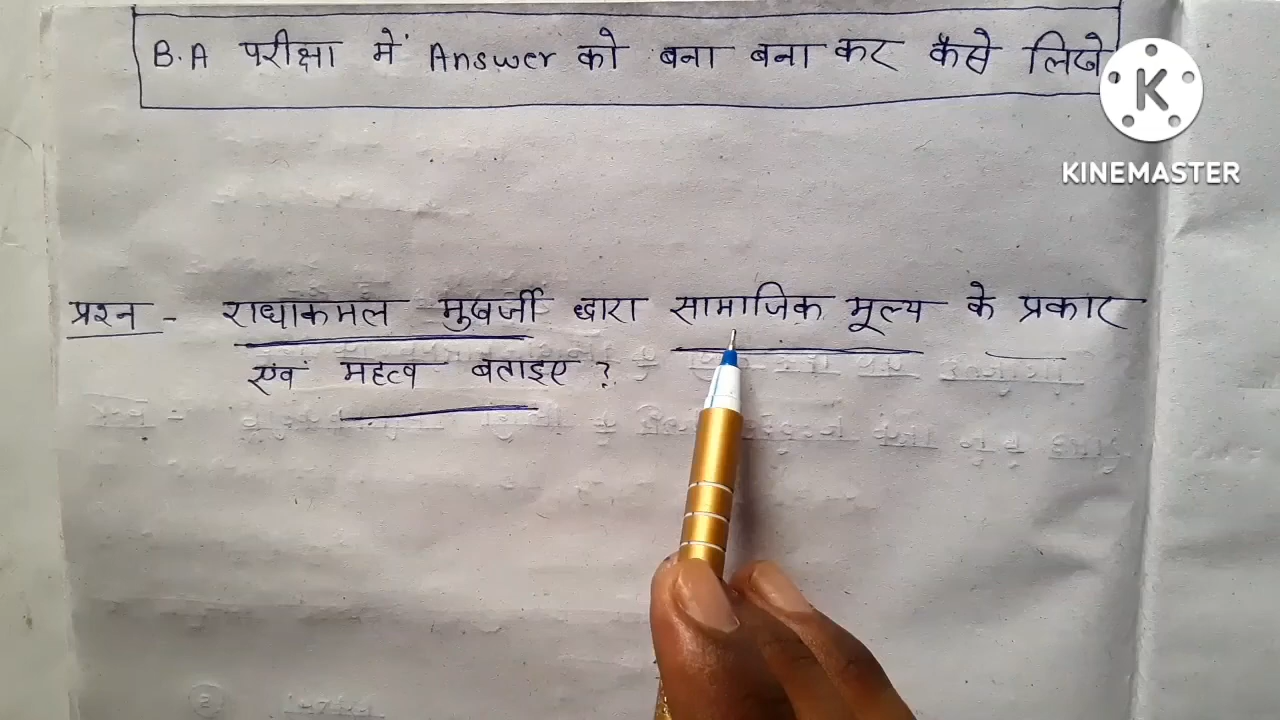 B.A परीक्षा में Answer को बना बना कर कैसे लिखे
K
KINEMASTER
प्रश्न - राधाकमल मुखर्जी द्वारा सामाजिक मूल्य के प्रकार
एवं महत्व बताइए ?